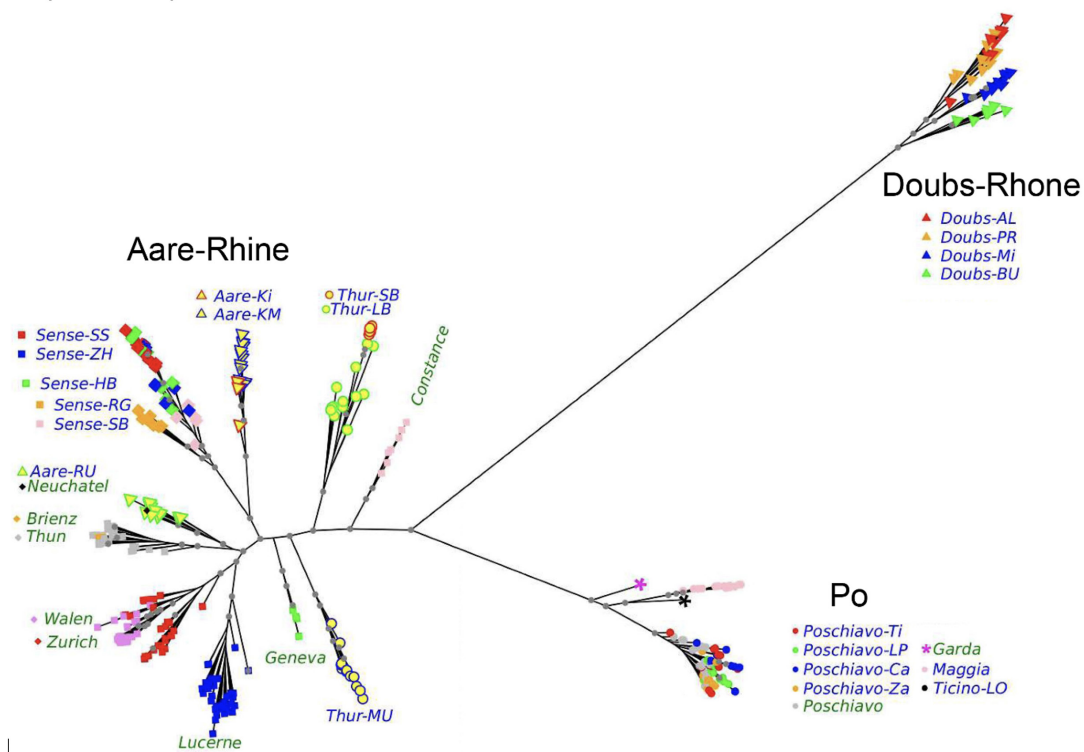 Doubs-Rhone
Doubs-AL
Doubs-PR
Doubs-Mi
Doubs-BU
Aare-Rhine
Aare-Ki
Aare-KM
Thur-SB
Thur-LB
Constance
Sense-SS
Sense-ZH
Sense-HB
Sense-RG
Sense-SB
Aare-RU
Neuchatel
Brienz
Thun
Walen
Zurich
Lucerne
Geneva
Thur-MU
Po
Poschiavo-Ti
Poschiavo-LP
Poschiavo-Ca
Poschiavo-Za
Poschiavo
Garda
Maggia
Ticino-LO